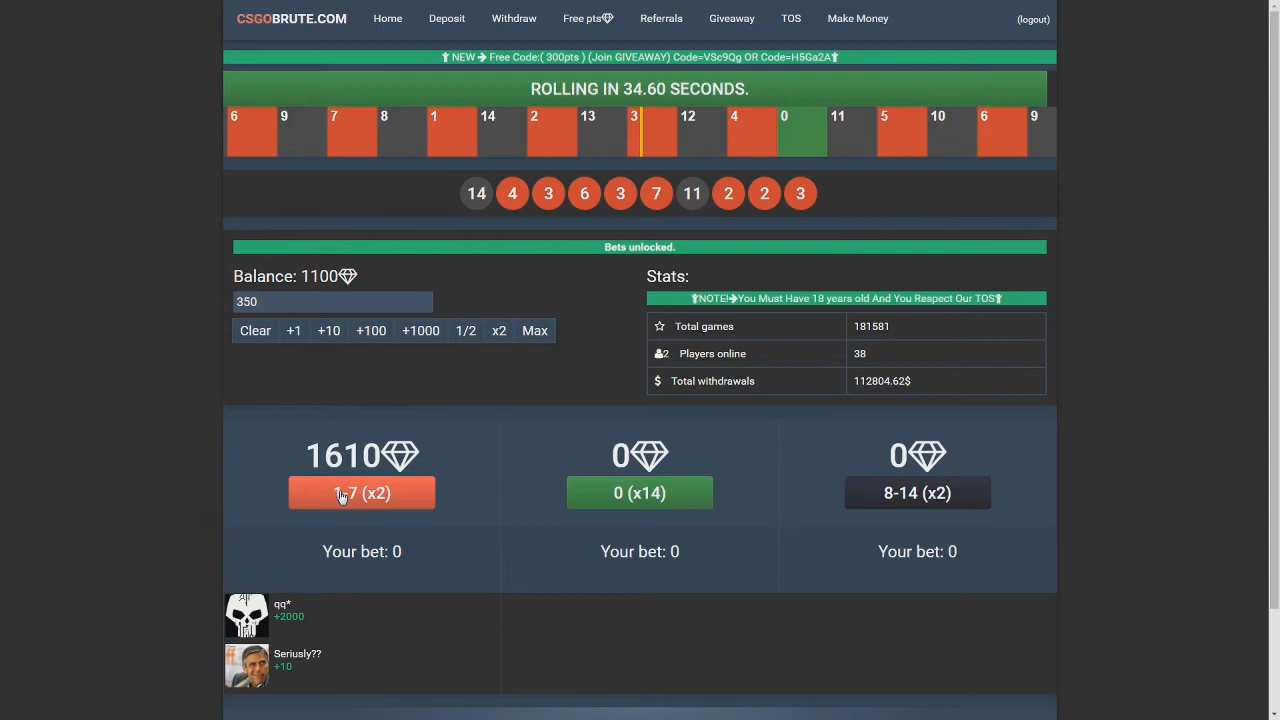 CSGOBRUTE.COM Home Deposit Withdraw Free pts Referrals Giveaway TOS Make Money (logout)
NEW Free Code:( 300pts ) (Join GIVEAWAY) Code=VSc9Qg OR Code=H5Ga2A
ROLLING IN 34.60 SECONDS.
6 9 7 8 1 14 2 13 3 12 4 0 11 5 10 6 9
14 4 3 6 3 7 11 2 2 3
Bets unlocked.
Balance: 1100
350
Clear +1 +10 +100 +1000 1/2 x2 Max
Stats:
NOTE! You Must Have 18 years old And You Respect Our TOS
Total games 181581
2 Players online 38
Total withdrawals 112804.62$
1610 0 0
1-7 (x2) 0 (x14) 8-14 (x2)
Your bet: 0 Your bet: 0 Your bet: 0
qq*
+2000
Seriusly??
+10